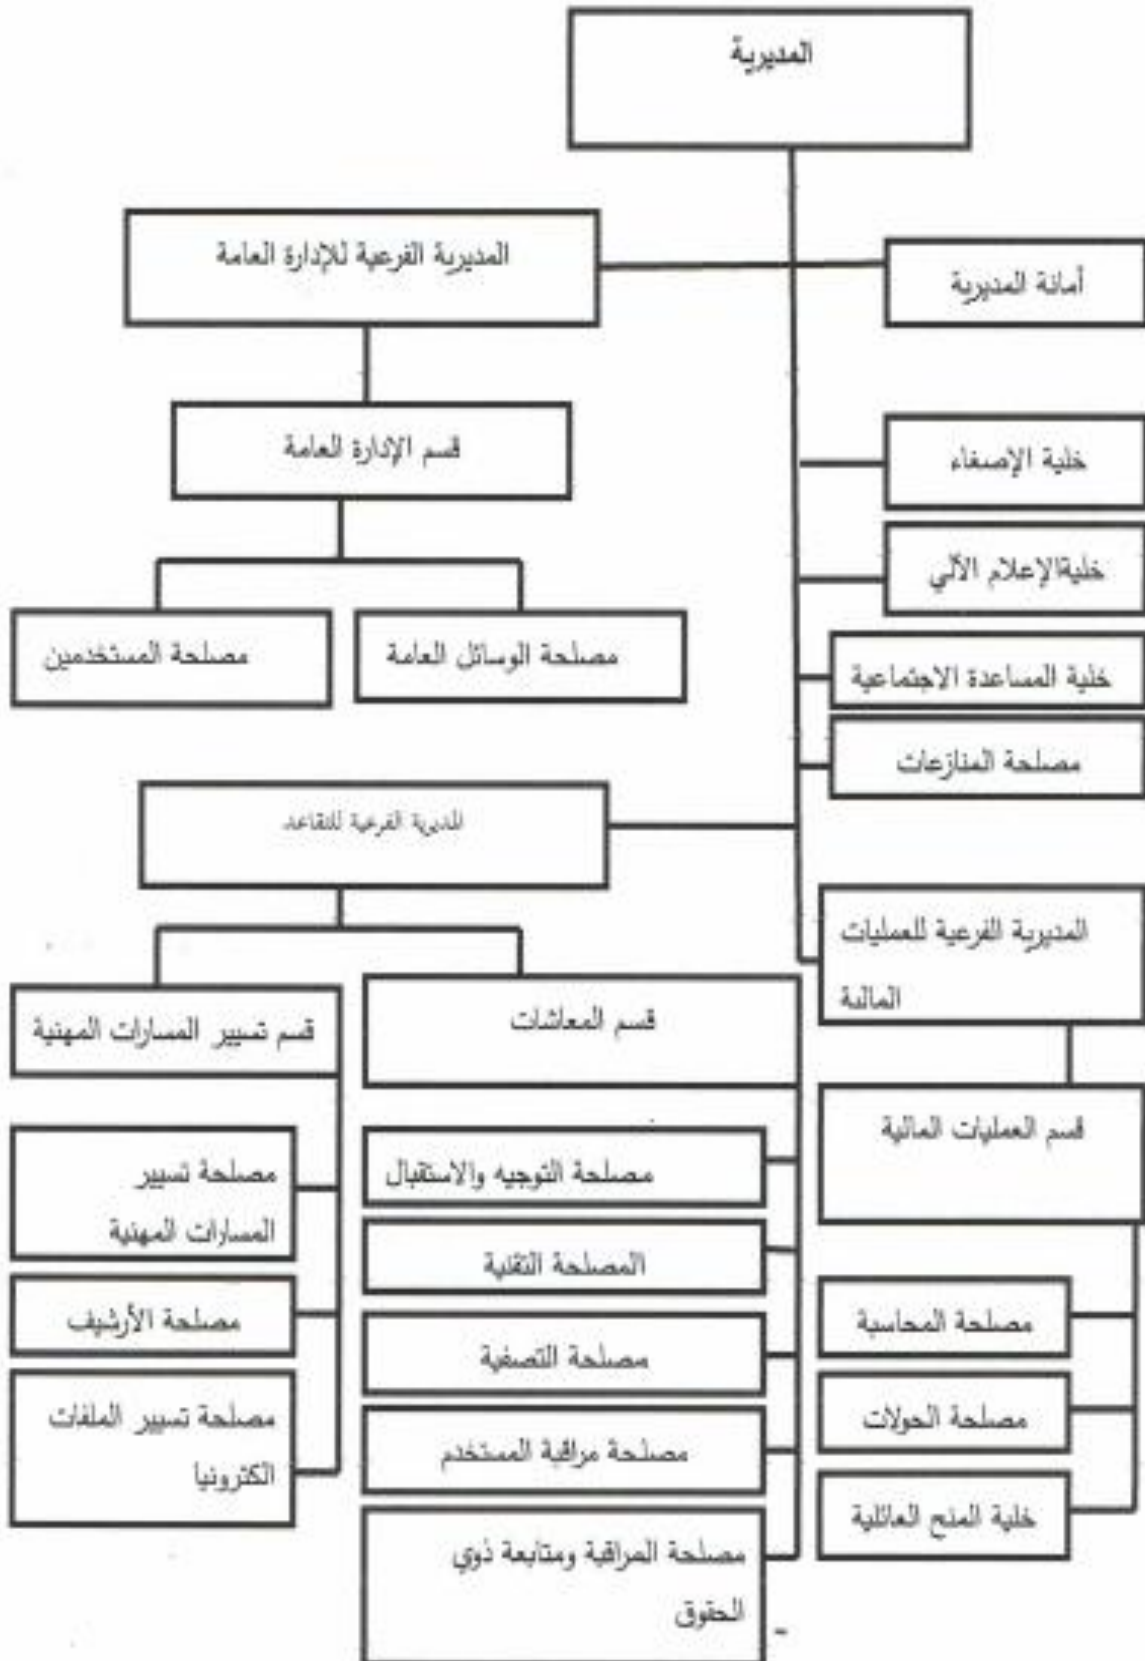 المديرية
أمانة المديرية
المديرية الفرعية للإدارة العامة
قسم الإدارة العامة
خلية الإصغاء
خليةالإعلام الآلي
مصلحة الوسائل العامة
مصلحة المستخدمين
خلية المساعدة الاجتماعية
مصلحة المنازعات
المديرية الفرعية للتقاعد
المديرية الفرعية للعمليات
المالية
قسم المعاشات
قسم تسيير المسارات المهنية
قسم العمليات المالية
مصلحة المحاسبة
مصلحة الحولات
خلية المنح العائلية
مصلحة التوجيه والاستقبال
المصلحة التقنية
مصلحة التصفية
مصلحة مراقبة المستخدم
مصلحة المراقبة ومتابعة ذوي
الحقوق
مصلحة تسيير
المسارات المهنية
مصلحة الأرشيف
مصلحة تسيير الملفات
الكترونيا